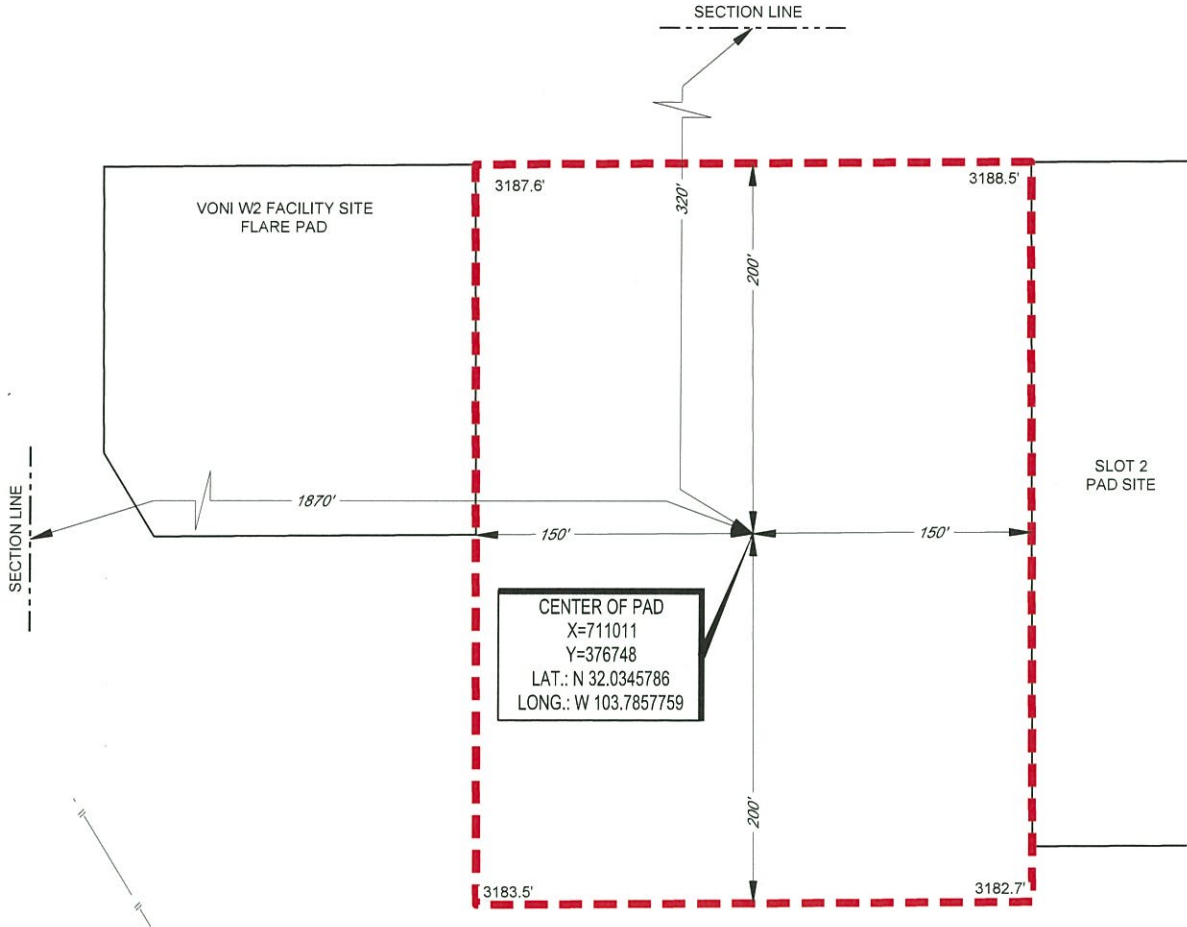 SECTION LINE
3187.6'
3188.5'
VONI W2 FACILITY SITE
FLARE PAD
320'
200'
SLOT 2
PAD SITE
SECTION LINE
1870'
150'
150'
CENTER OF PAD
X=711011
Y=376748
LAT.: N 32.0345786
LONG.: W 103.7857759
200'
3183.5'
3182.7'